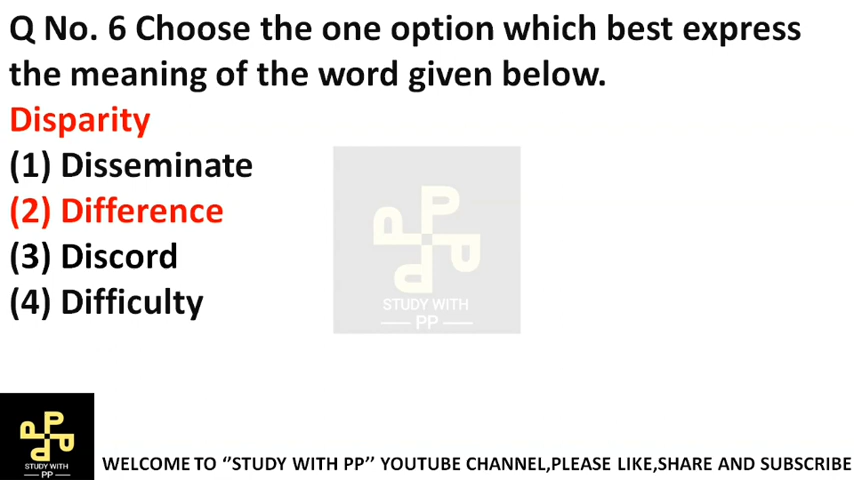 Q No. 6 Choose the one option which best express
the meaning of the word given below.
Disparity
(1) Disseminate
(2) Difference
(3) Discord
(4) Difficulty
P P P P
STUDY WITH
PP
P P P P
STUDY WITH
PP
WELCOME TO ‘’STUDY WITH PP’’ YOUTUBE CHANNEL,PLEASE LIKE,SHARE AND SUBSCRIBE